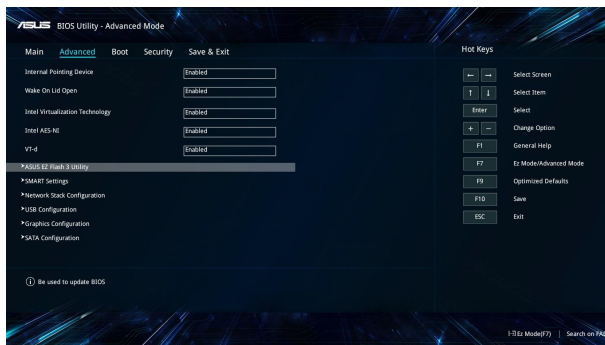 ASUS BIOS Utility - Advanced Mode
Main Advanced Boot Security Save & Exit
Internal Pointing Device Enabled
Wake On Lid Open Enabled
Intel Virtualization Technology Enabled
Intel AES-NI Enabled
VT-d Enabled
ASUS EZ Flash 3 Utility
SMART Settings
Network Stack Configuration
USB Configuration
Graphics Configuration
SATA Configuration
Be used to update BIOS
Hot Keys
← → Select Screen
↑ ↓ Select Item
Enter Select
+ − Change Option
F1 General Help
F7 Ez Mode/Advanced Mode
F9 Optimized Defaults
F10 Save
ESC Exit
Ez Mode(F7) | Search on FA